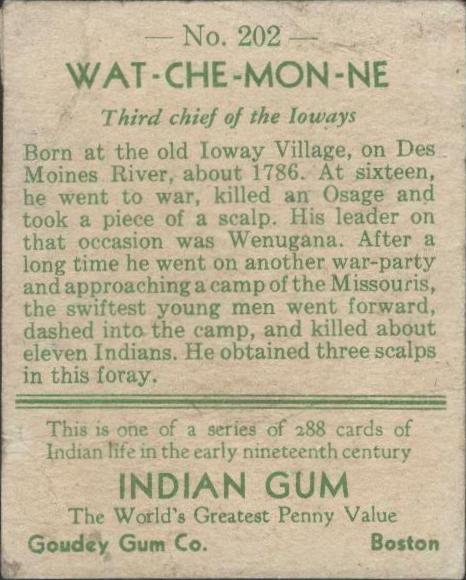 — No. 202 —
WAT-CHE-MON-NE
Third chief of the Ioways
Born at the old Ioway Village, on Des
Moines River, about 1786. At sixteen,
he went to war, killed an Osage and
took a piece of a scalp. His leader on
that occasion was Wenugana. After a
long time he went on another war-party
and approaching a camp of the Missouris,
the swiftest young men went forward,
dashed into the camp, and killed about
eleven Indians. He obtained three scalps
in this foray.
This is one of a series of 288 cards of
Indian life in the early nineteenth century
INDIAN GUM
The World's Greatest Penny Value
Goudey Gum Co. Boston